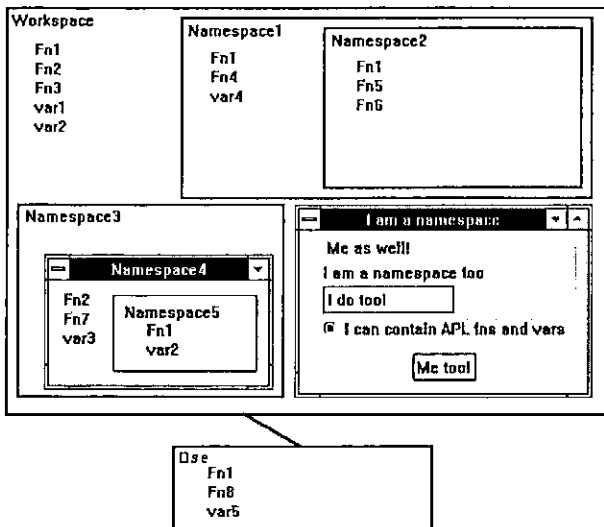 Workspace
Fn1
Fn2
Fn3
var1
var2
Namespace1
Fn1
Fn4
var4
Namespace2
Fn1
Fn5
Fn6
Namespace3
Namespace4
Fn2
Fn7
var3
Namespace5
Fn1
var2
I am a namespace
Me as well!
I am a namespace too
I do too!
I can contain APL fns and vars
Me too!
⎕se
Fn1
Fn8
var5